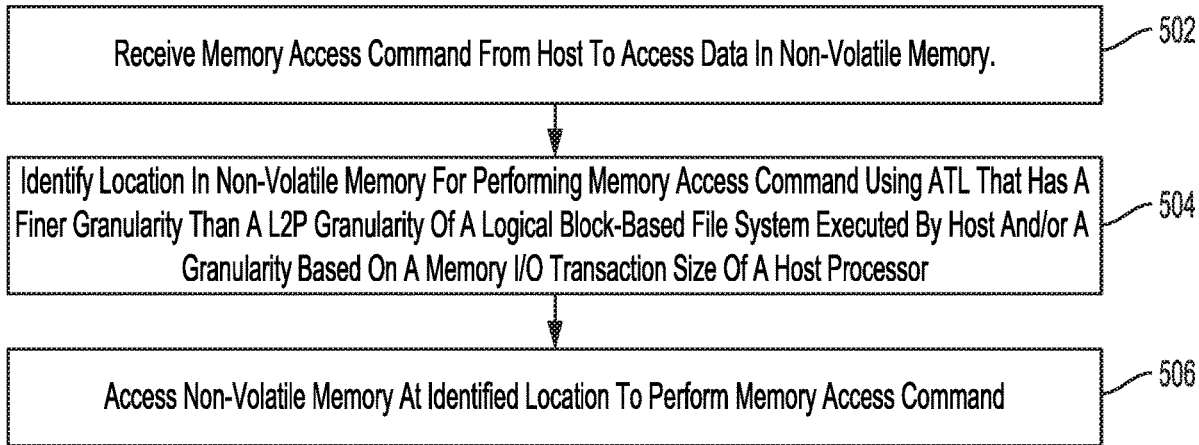 Receive Memory Access Command From Host To Access Data In Non-Volatile Memory.
502
Identify Location In Non-Volatile Memory For Performing Memory Access Command Using ATL That Has A
Finer Granularity Than A L2P Granularity Of A Logical Block-Based File System Executed By Host And/or A
Granularity Based On A Memory I/O Transaction Size Of A Host Processor
504
Access Non-Volatile Memory At Identified Location To Perform Memory Access Command
506